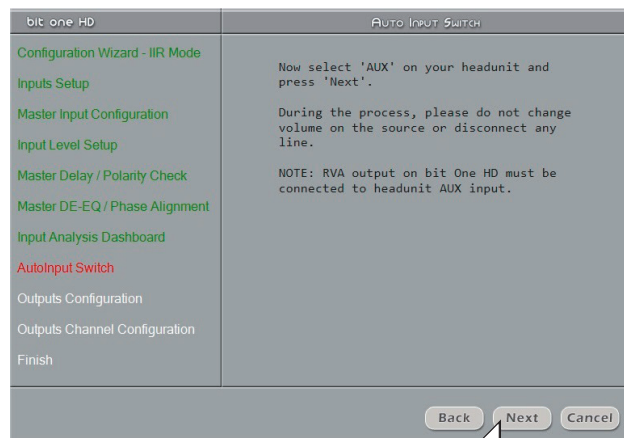 bit one HD
Auto Input Switch
Configuration Wizard - IIR Mode
Inputs Setup
Master Input Configuration
Input Level Setup
Master Delay / Polarity Check
Master DE-EQ / Phase Alignment
Input Analysis Dashboard
AutoInput Switch
Outputs Configuration
Outputs Channel Configuration
Finish
Now select 'AUX' on your headunit and
press 'Next'.
During the process, please do not change
volume on the source or disconnect any
line.
NOTE: RVA output on bit One HD must be
connected to headunit AUX input.
Back
Next
Cancel